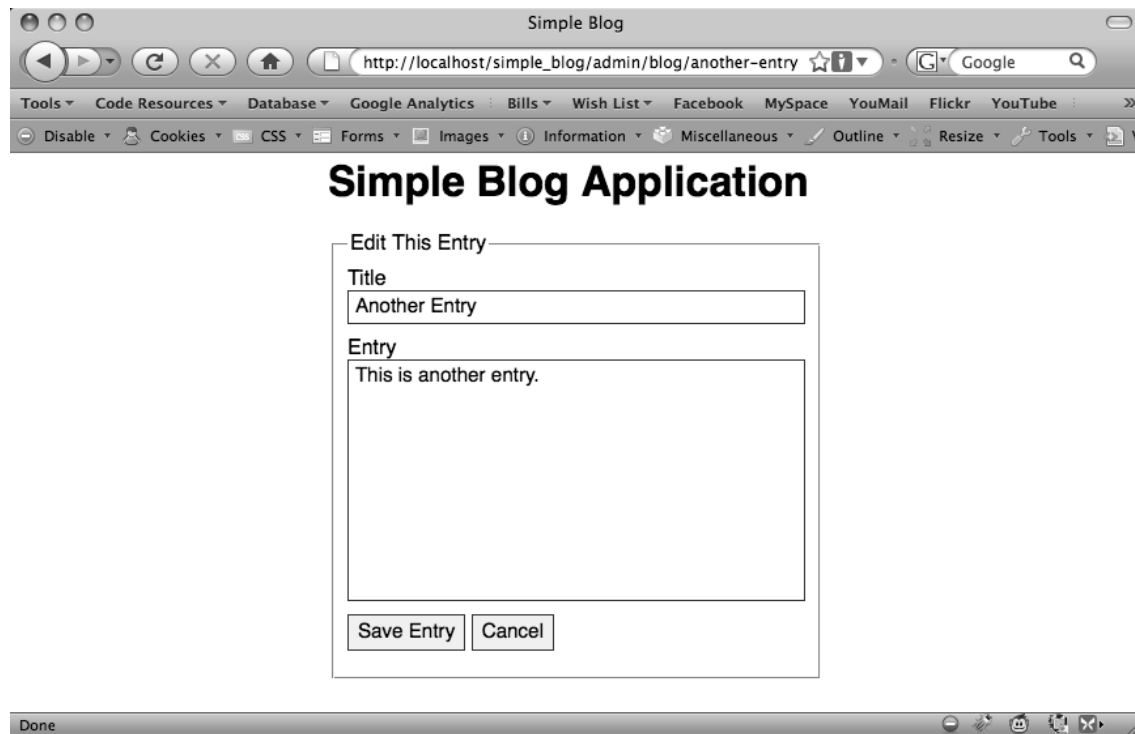 Simple Blog
http://localhost/simple_blog/admin/blog/another-entry G Google
Tools Code Resources Database Google Analytics Bills Wish List Facebook MySpace YouMail Flickr YouTube »
Disable Cookies CSS CSS Forms Images Information Miscellaneous Outline Resize Tools
Simple Blog Application
Edit This Entry
Title
Another Entry
Entry
This is another entry.
Save Entry Cancel
Done